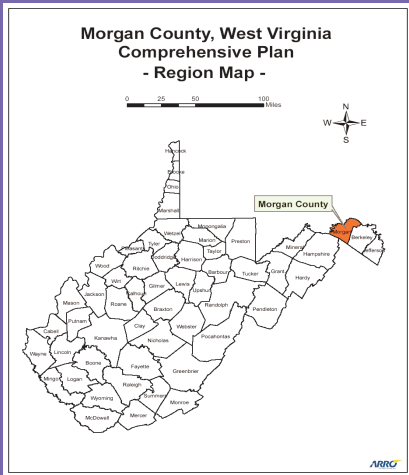 Morgan County, West Virginia
Comprehensive Plan
- Region Map -
0 25 50 100
Miles
N
W E
S
Hancock
Brooke
Ohio
Marshall
Morgan County
Morgan
Berkeley
Jefferson
Wetzel
Monogalia
Marion
Preston
Mineral
Hampshire
Tyler
Pleasants
Doddridge
Harrison
Taylor
Wood
Ritchie
Barbour
Tucker
Grant
Hardy
Wirt
Calhoun
Gilmer
Lewis
Upshur
Jackson
Roane
Randolph
Pendleton
Mason
Braxton
Putnam
Clay
Webster
Cabell
Kanawha
Nicholas
Pocahontas
Wayne
Lincoln
Boone
Fayette
Greenbrier
Mingo
Logan
Raleigh
Wyoming
Summers
Monroe
McDowell
Mercer
ARRO